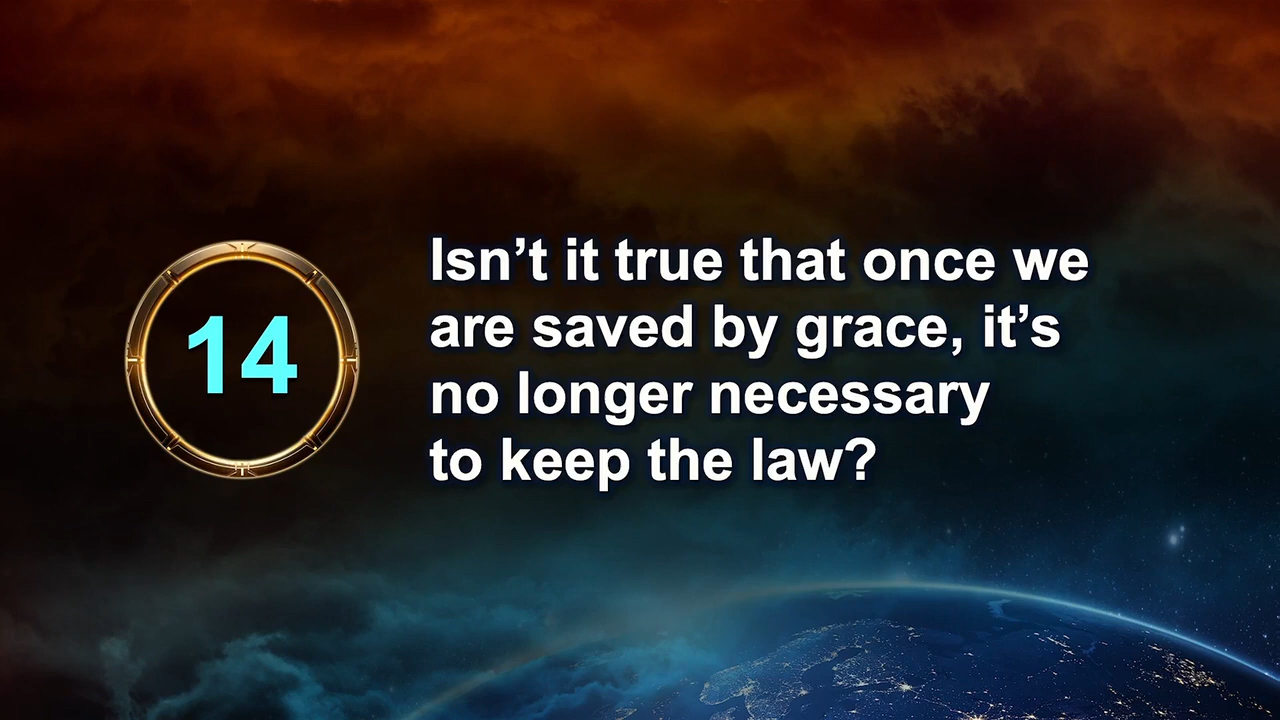 14
Isn’t it true that once we
are saved by grace, it’s
no longer necessary
to keep the law?